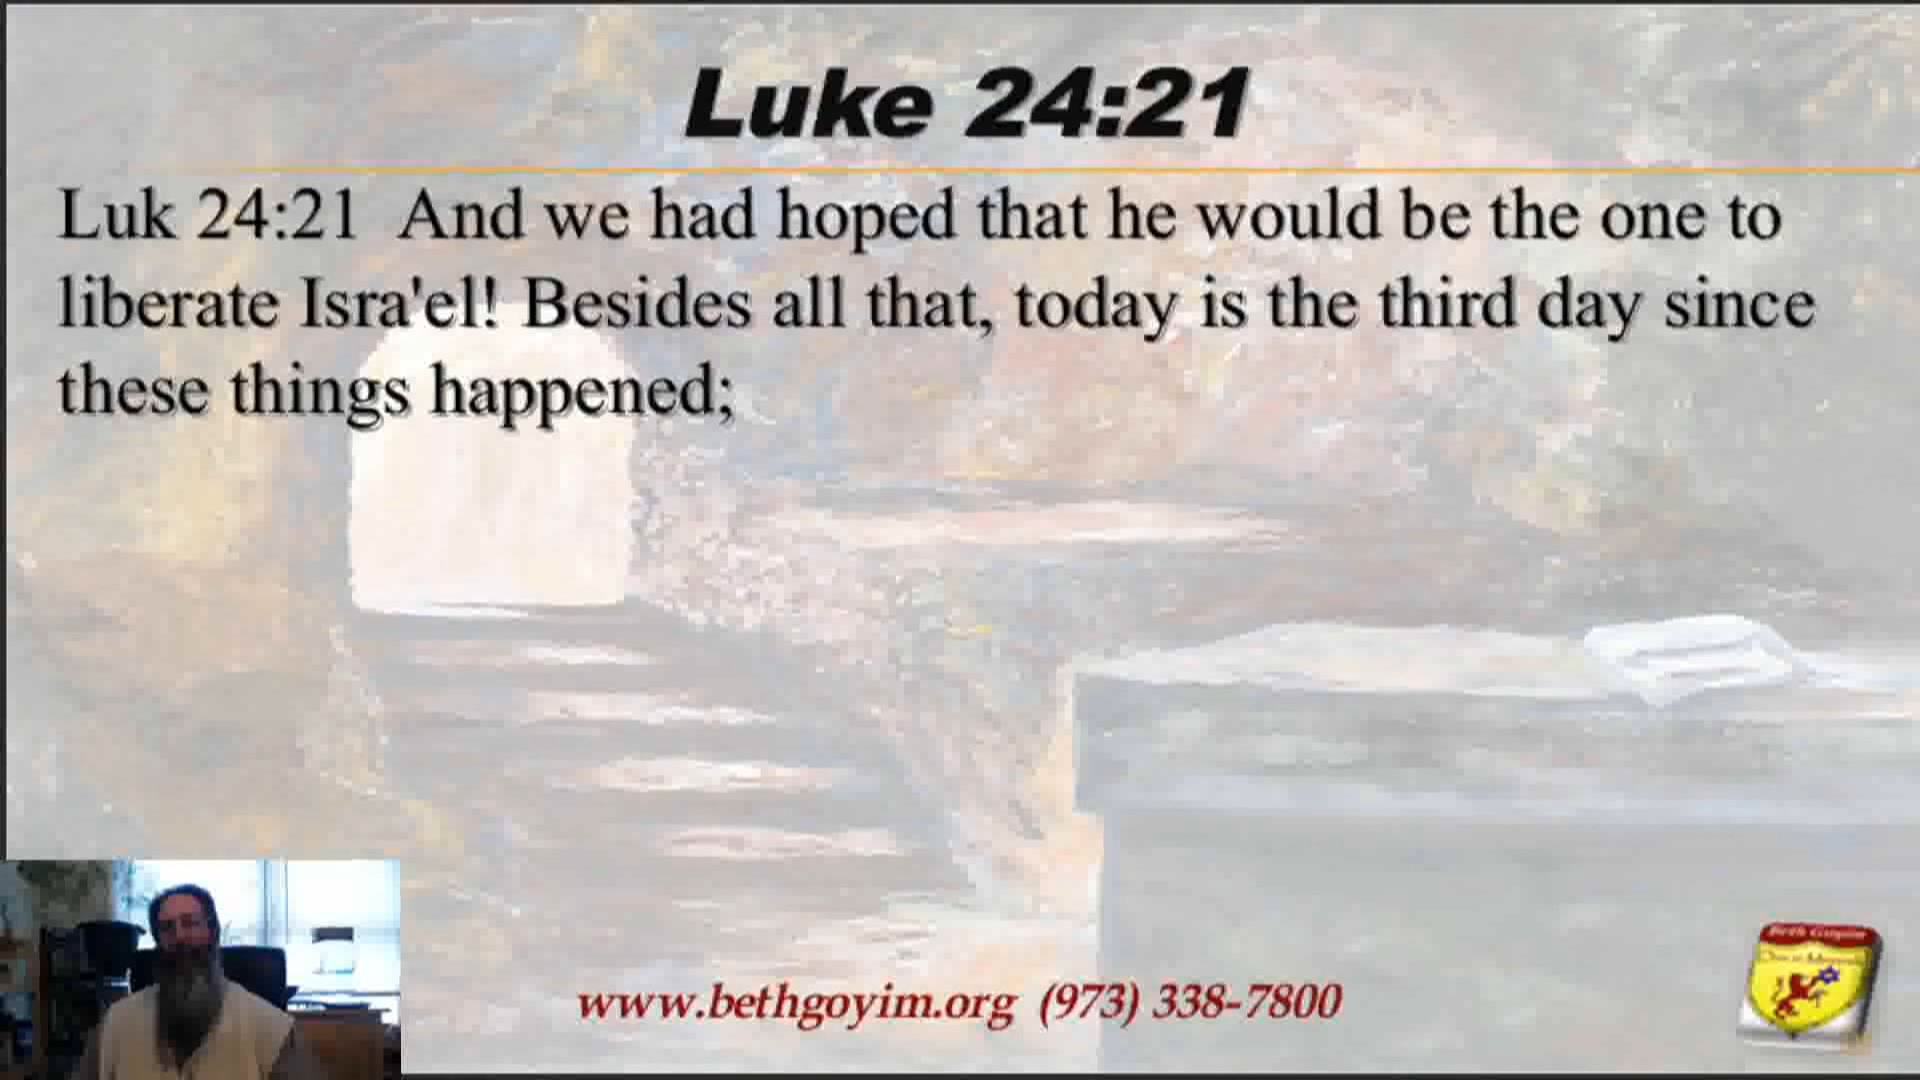 Luke 24:21
Luk 24:21 And we had hoped that he would be the one to
liberate Isra'el! Besides all that, today is the third day since
these things happened;
www.bethgoyim.org (973) 338-7800
Beth Goyim